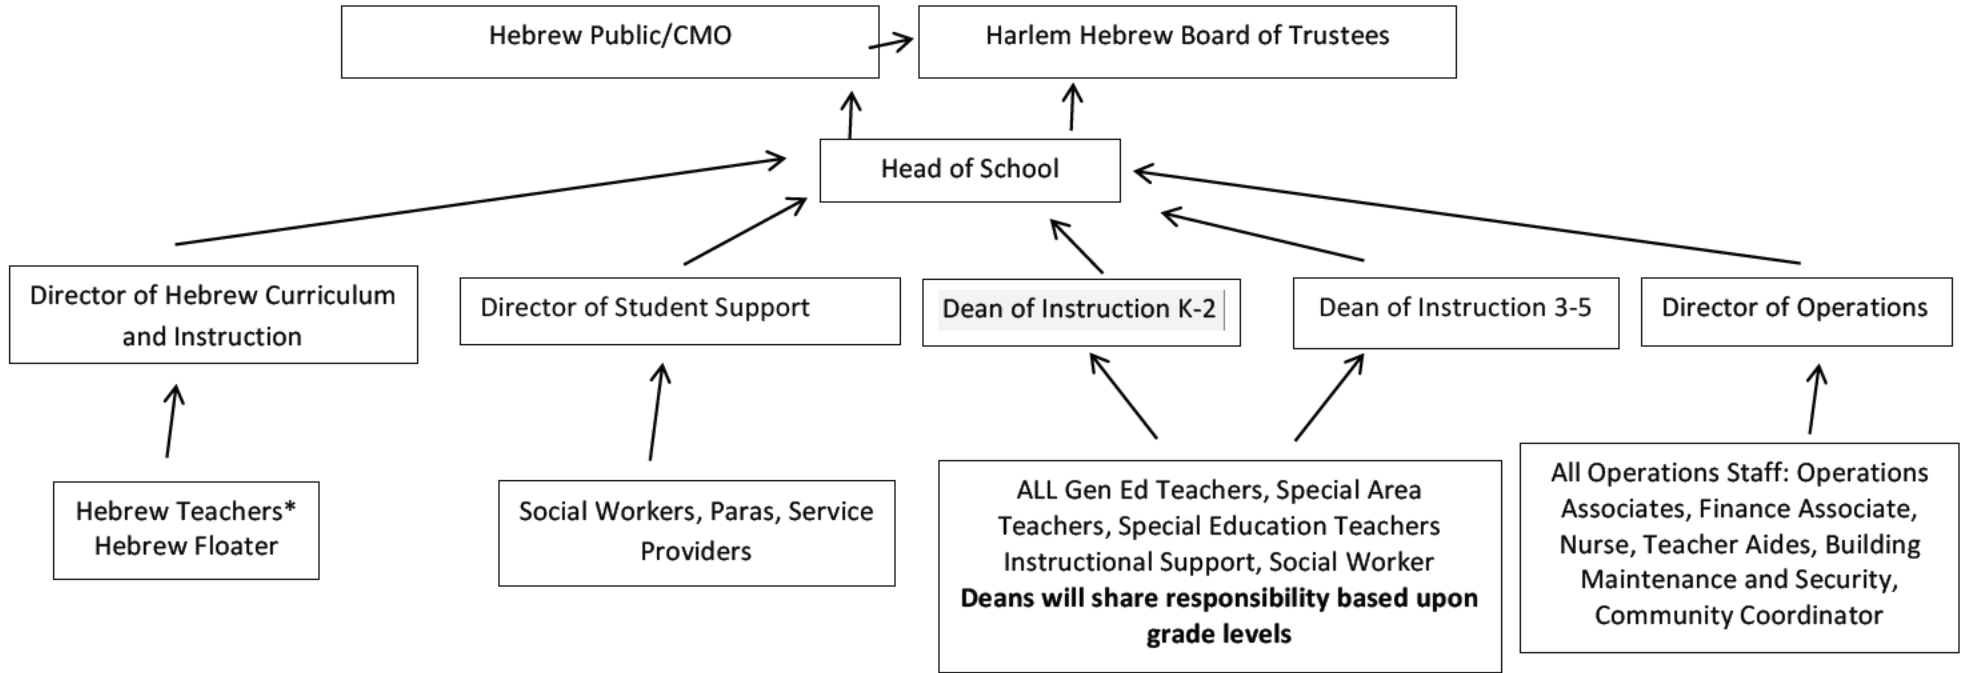 Hebrew Public/CMO
Harlem Hebrew Board of Trustees
Head of School
Director of Hebrew Curriculum
and Instruction
Director of Student Support
Dean of Instruction K-2
Dean of Instruction 3-5
Director of Operations
Hebrew Teachers*
Hebrew Floater
Social Workers, Paras, Service
Providers
ALL Gen Ed Teachers, Special Area
Teachers, Special Education Teachers
Instructional Support, Social Worker
Deans will share responsibility based upon
grade levels
All Operations Staff: Operations
Associates, Finance Associate,
Nurse, Teacher Aides, Building
Maintenance and Security,
Community Coordinator